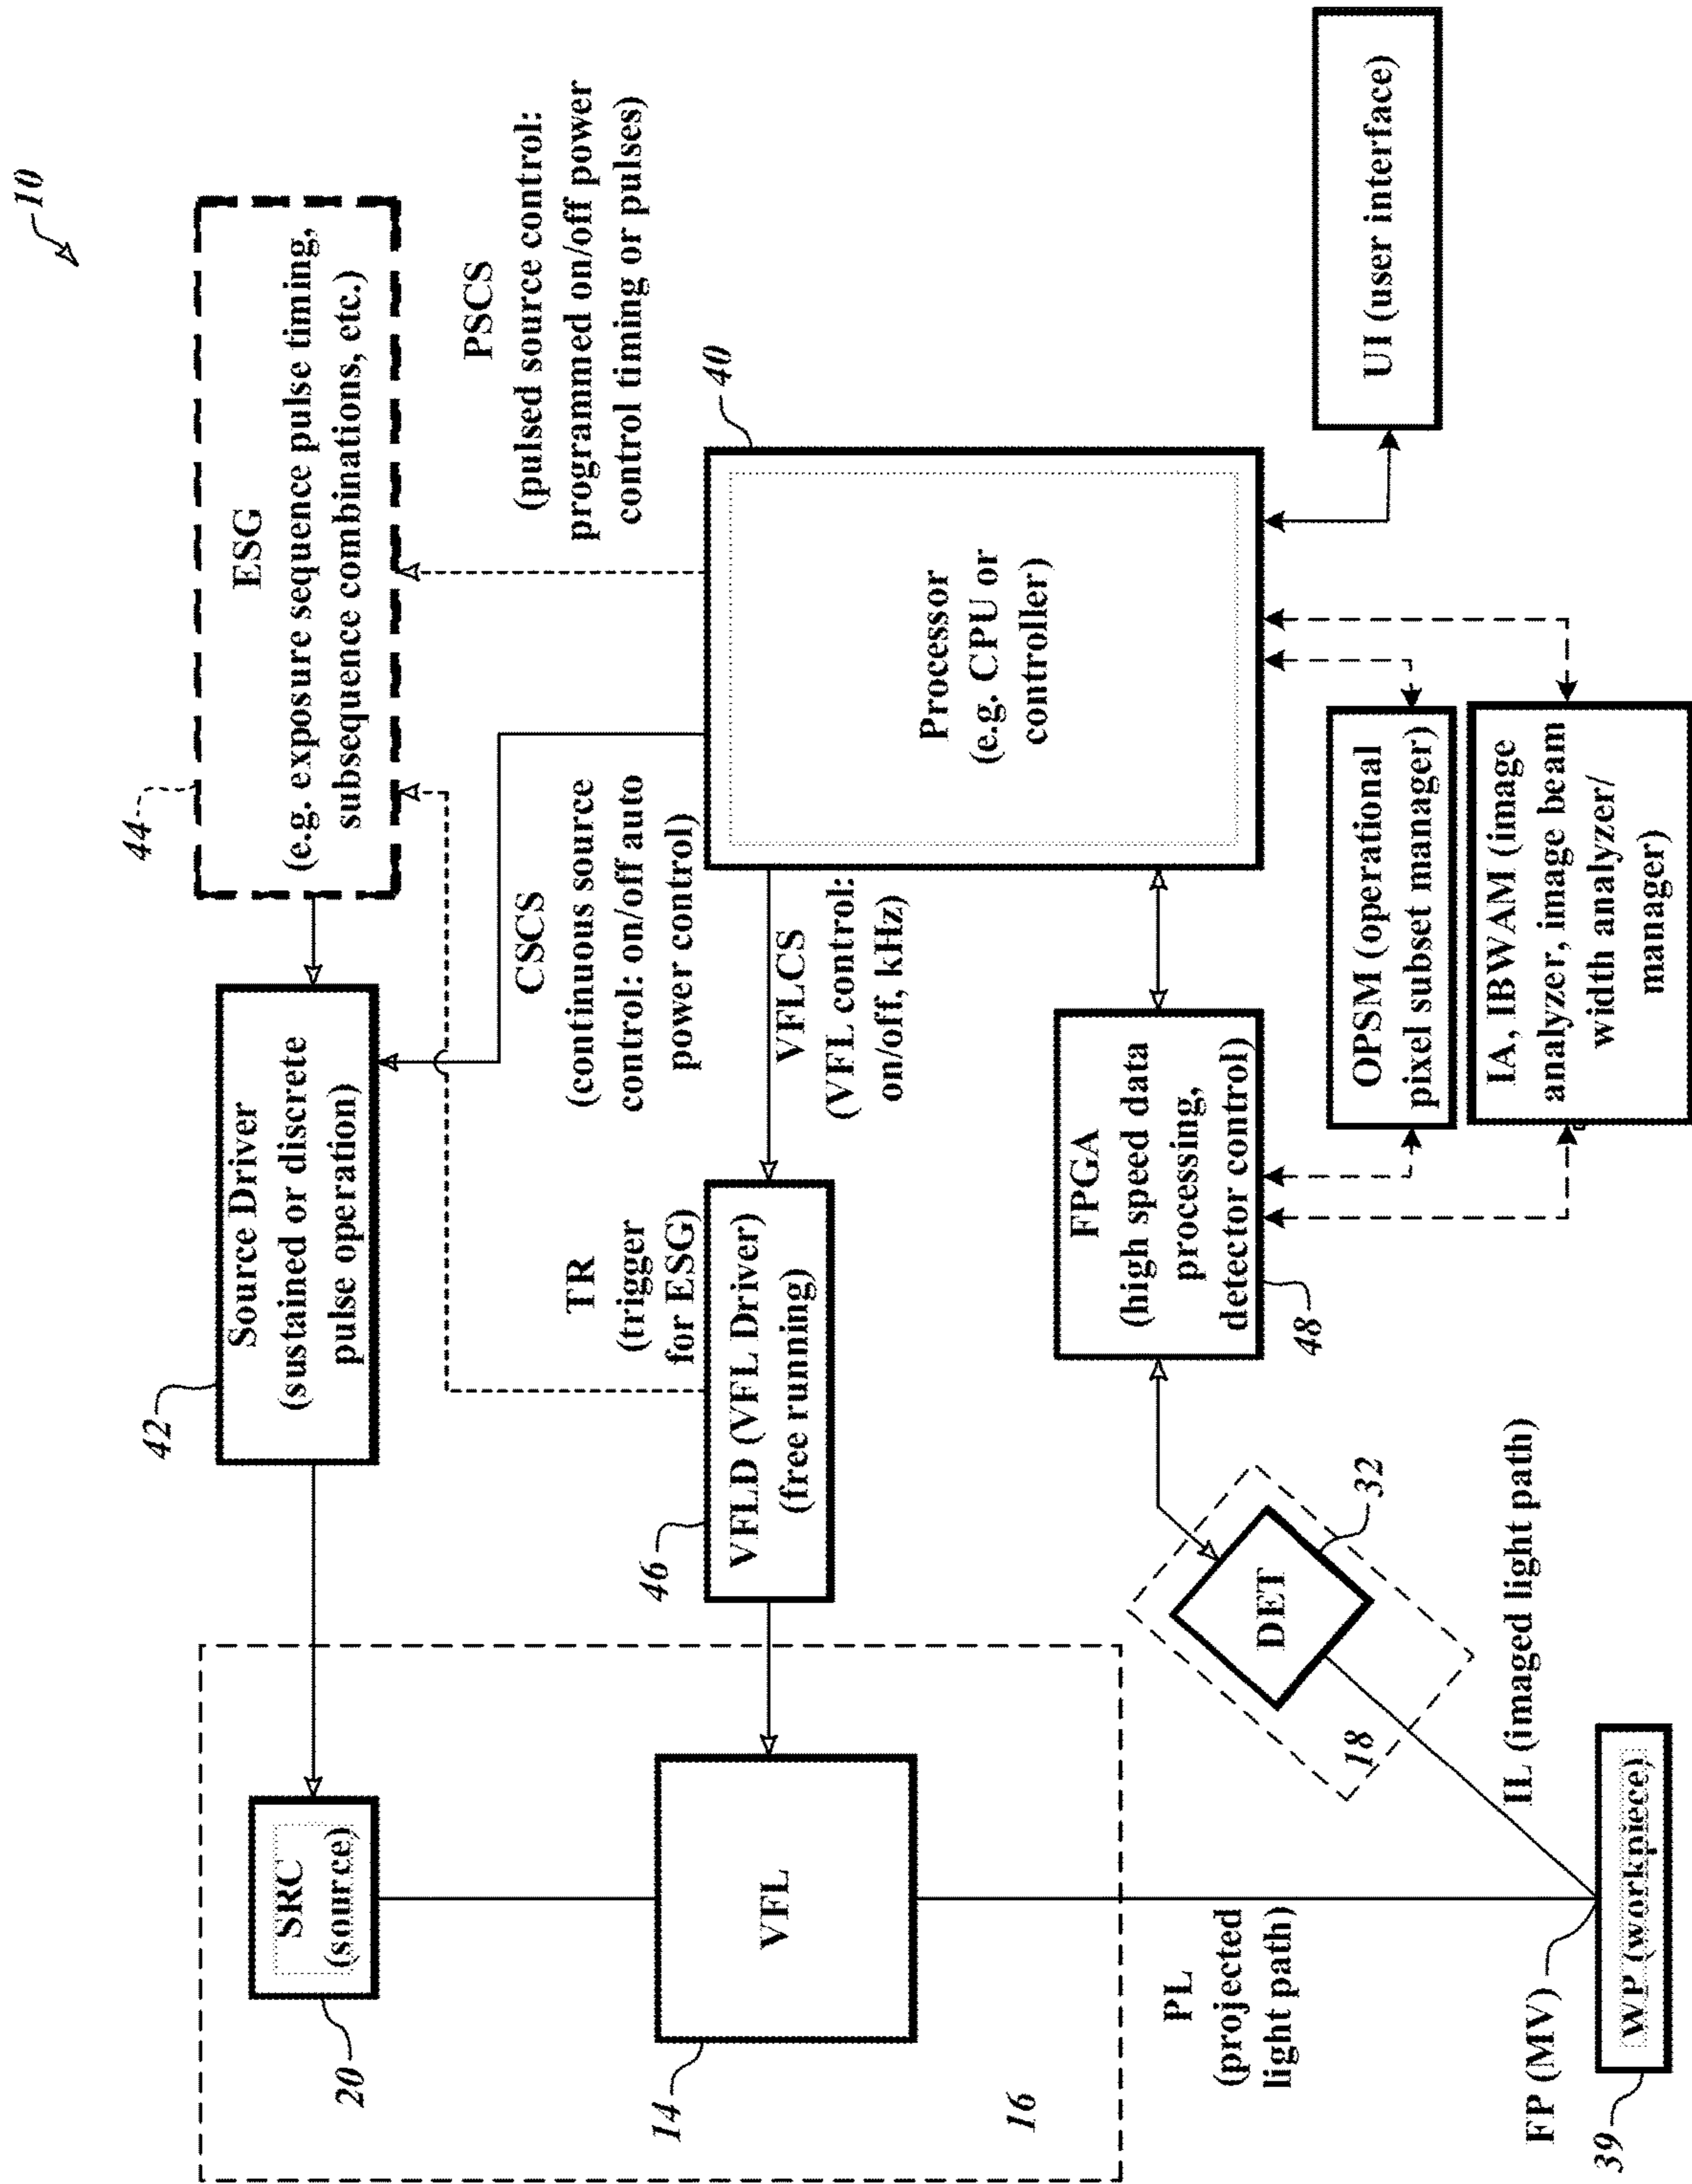 10
44
ESG
(e.g. exposure sequence pulse timing,
subsequence combinations, etc.)
PSCS
(pulsed source control:
programmed on/off power
control timing or pulses)
42
Source Driver
(sustained or discrete
pulse operation)
CSCS
(continuous source
control: on/off auto
power control)
40
Processor
(e.g. CPU or
controller)
UI (user interface)
TR
(trigger
for ESG)
VFLCS
(VFL control:
on/off, kHz)
46
VFLD (VFL Driver)
(free running)
FPGA
(high speed data
processing,
detector control)
48
OPSM (operational
pixel subset manager)
IA, IBWAM (image
analyzer, image beam
width analyzer/
manager)
20
SRC
(source)
14
VFL
16
DET
32
18
PL
(projected
light path)
IL (imaged light path)
FP (MV)
39
WP (workpiece)